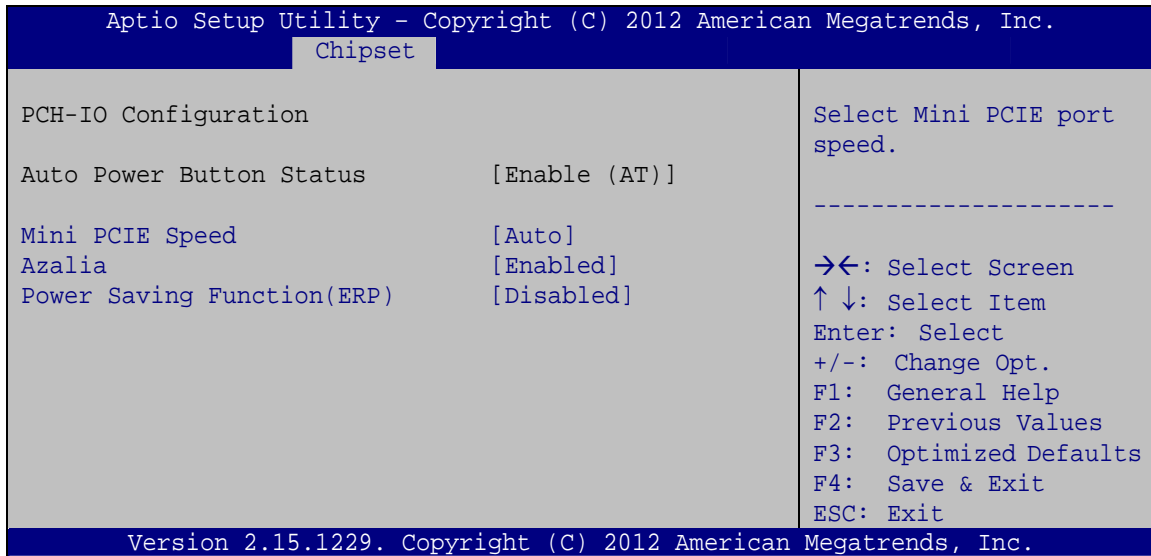 Aptio Setup Utility – Copyright (C) 2012 American Megatrends, Inc.
Chipset
PCH-IO Configuration
Auto Power Button Status [Enable (AT)]
Mini PCIE Speed [Auto]
Azalia [Enabled]
Power Saving Function(ERP) [Disabled]
Select Mini PCIE port
speed.
---------------------
→←: Select Screen
↑ ↓: Select Item
Enter: Select
+/-: Change Opt.
F1: General Help
F2: Previous Values
F3: Optimized Defaults
F4: Save & Exit
ESC: Exit
Version 2.15.1229. Copyright (C) 2012 American Megatrends, Inc.